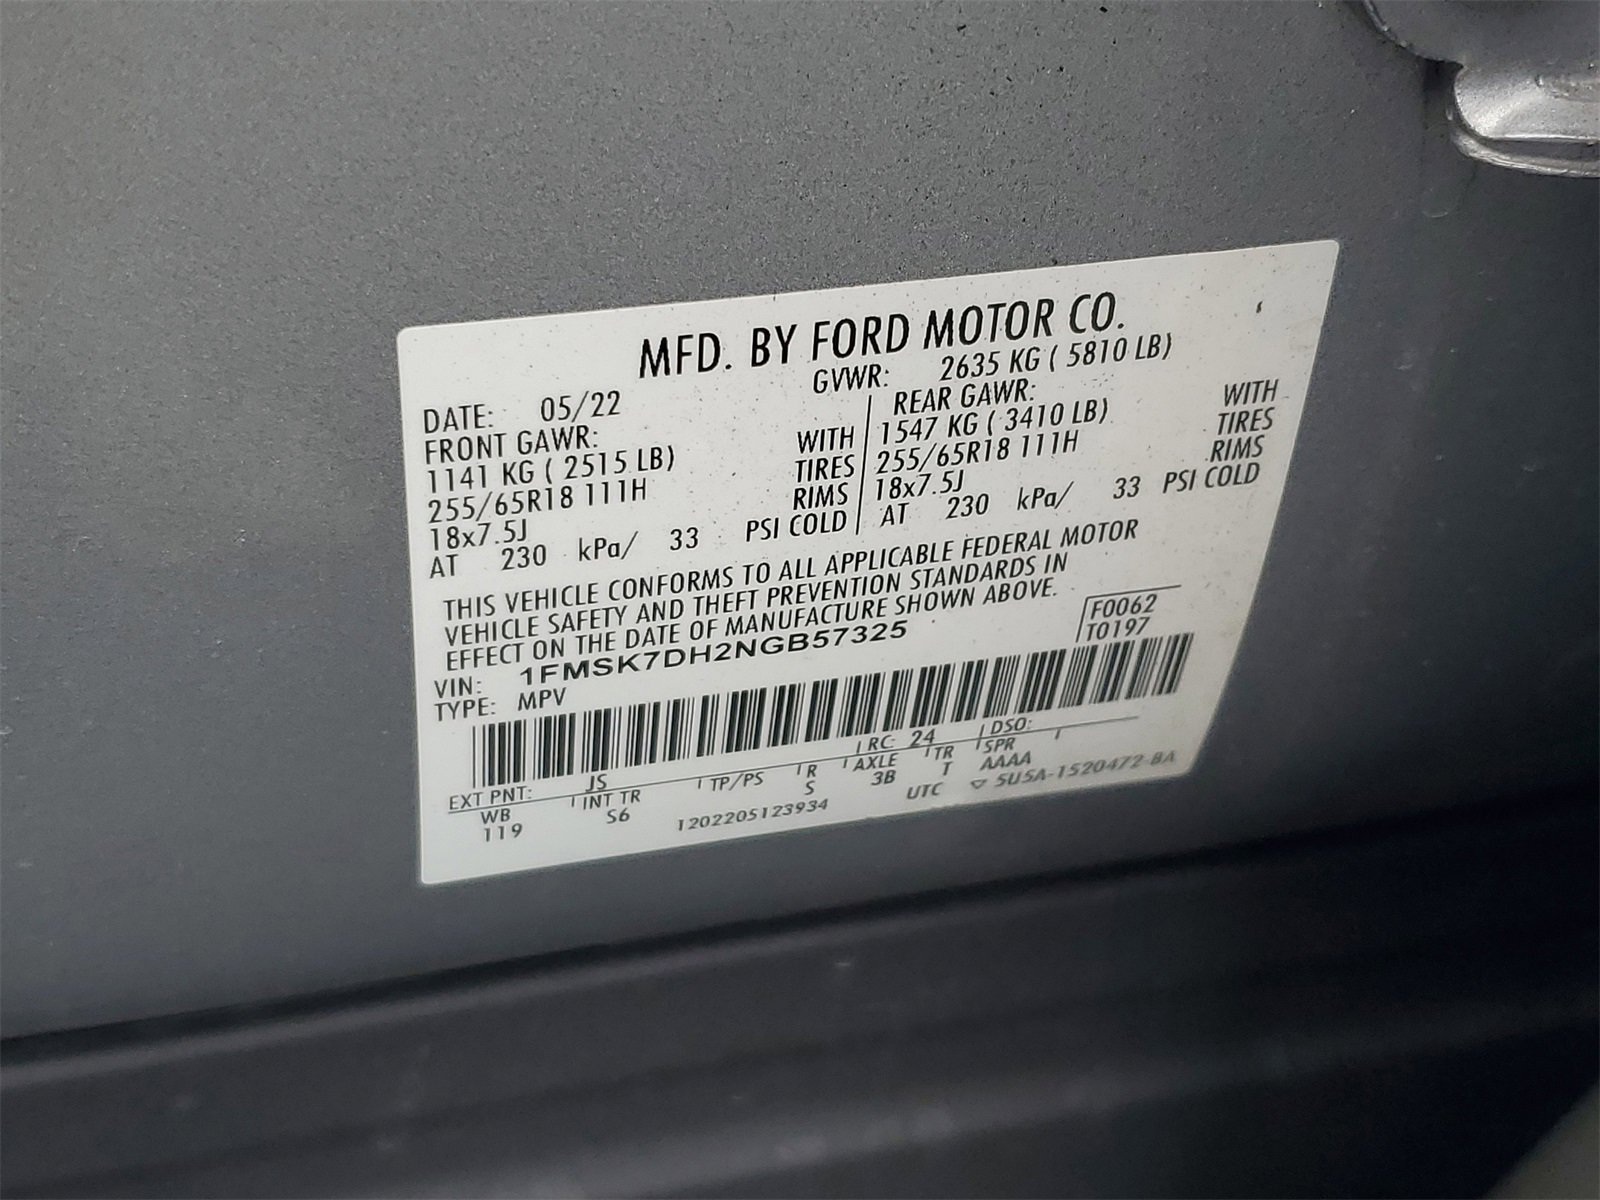 MFD. BY FORD MOTOR CO.
DATE: 05/22 GVWR: 2635 KG ( 5810 LB)
FRONT GAWR: REAR GAWR:
1141 KG ( 2515 LB) WITH 1547 KG ( 3410 LB) WITH
255/65R18 111H TIRES 255/65R18 111H TIRES
18x7.5J RIMS 18x7.5J RIMS
AT 230 kPa/ 33 PSI COLD AT 230 kPa/ 33 PSI COLD
THIS VEHICLE CONFORMS TO ALL APPLICABLE FEDERAL MOTOR
VEHICLE SAFETY AND THEFT PREVENTION STANDARDS IN
EFFECT ON THE DATE OF MANUFACTURE SHOWN ABOVE.
VIN: 1FMSK7DH2NGB57325 F0062
TYPE: MPV T0197
EXT PNT: JS RC: 24 DSO:
WB INT TR TP/PS R AXLE TR SPR
119 S6 S 3B T AAAA
1202205123934 UTC ▽ 5U5A-1520472-BA